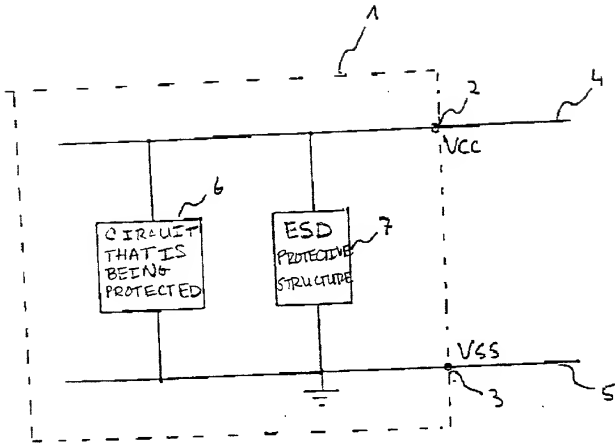 1
2
4
VCC
6
CIRCUIT
THAT IS
BEING
PROTECTED
ESD
PROTECTIVE
STRUCTURE
7
VSS
3
5